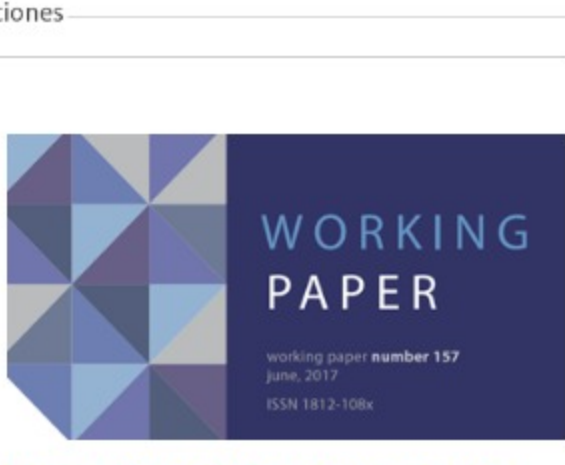 ciones
WORKING
PAPER
working paper number 157
june, 2017
ISSN 1812-108x